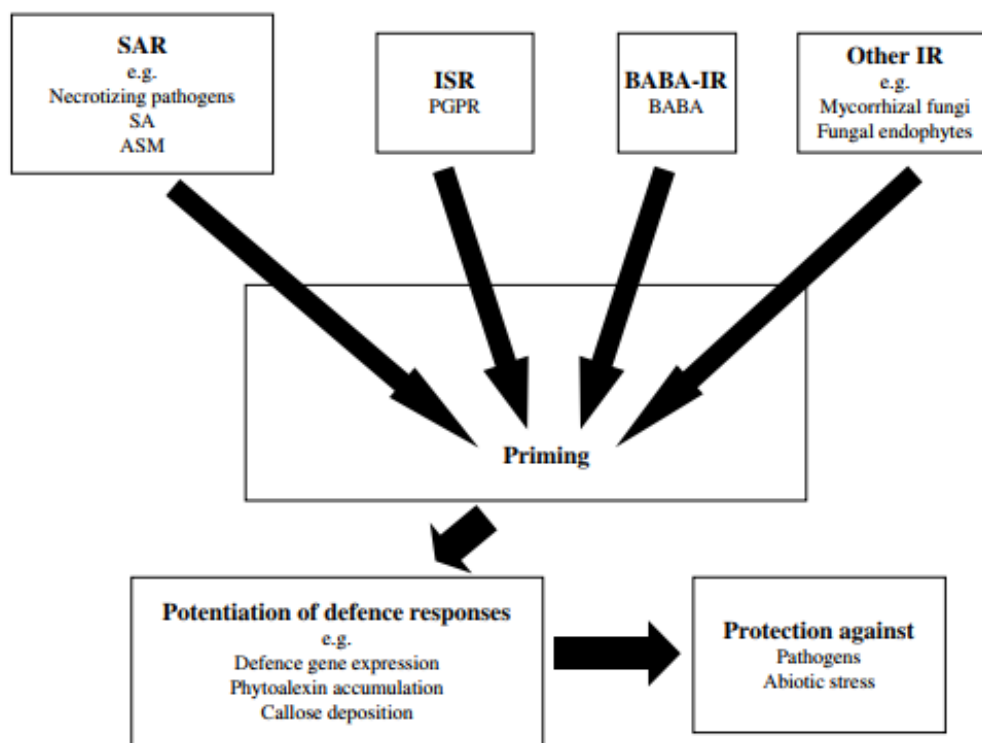 SAR
e.g.
Necrotizing pathogens
SA
ASM
ISR
PGPR
BABA-IR
BABA
Other IR
e.g.
Mycorrhizal fungi
Fungal endophytes
Priming
Potentiation of defence responses
e.g.
Defence gene expression
Phytoalexin accumulation
Callose deposition
Protection against
Pathogens
Abiotic stress